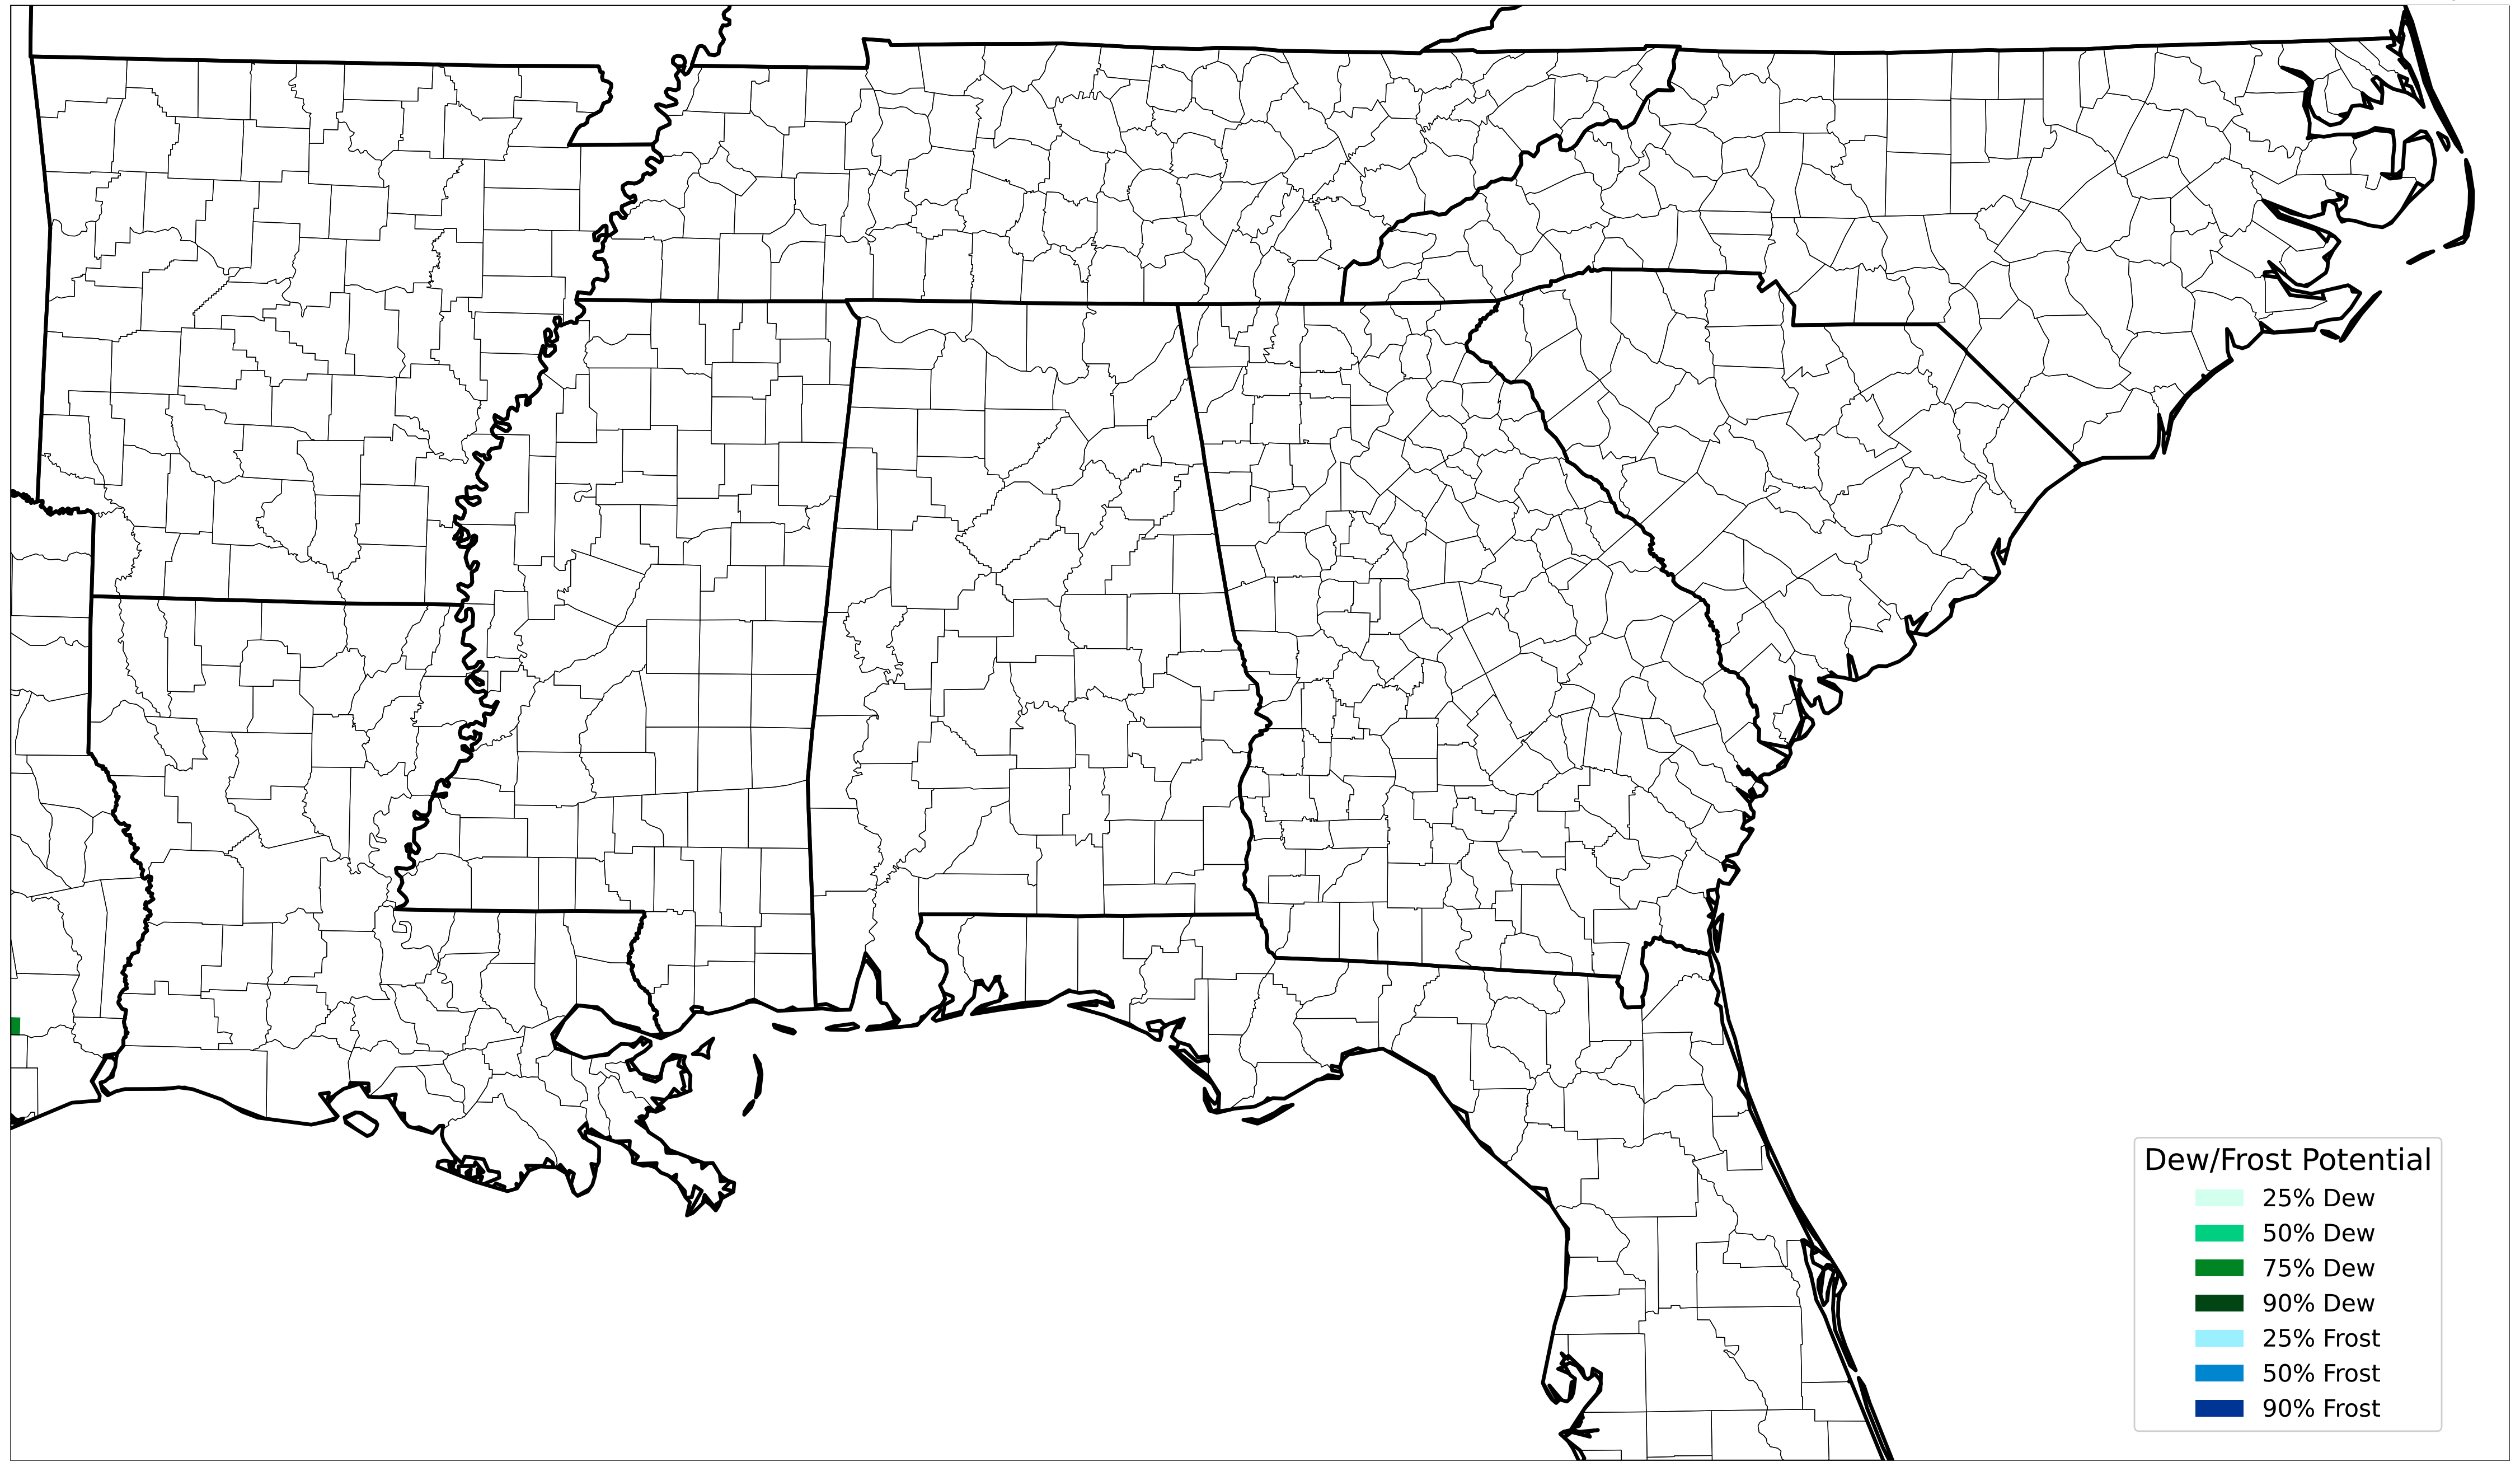 Dew/Frost Potential
25% Dew
50% Dew
75% Dew
90% Dew
25% Frost
50% Frost
90% Frost